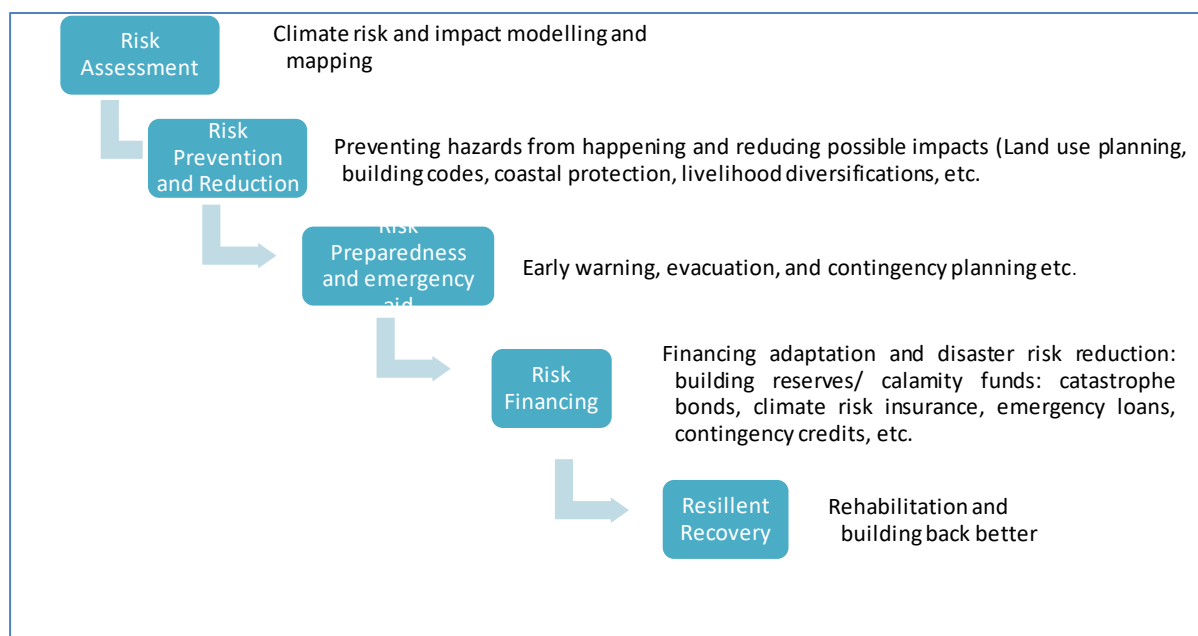 Risk
Assessment
Climate risk and impact modelling and
mapping
Risk
Prevention
and Reduction
Preventing hazards from happening and reducing possible impacts (Land use planning,
building codes, coastal protection, livelihood diversifications, etc.
Risk
Preparedness
and emergency
aid
Early warning, evacuation, and contingency planning etc.
Risk
Financing
Financing adaptation and disaster risk reduction:
building reserves/ calamity funds: catastrophe
bonds, climate risk insurance, emergency loans,
contingency credits, etc.
Resillent
Recovery
Rehabilitation and
building back better